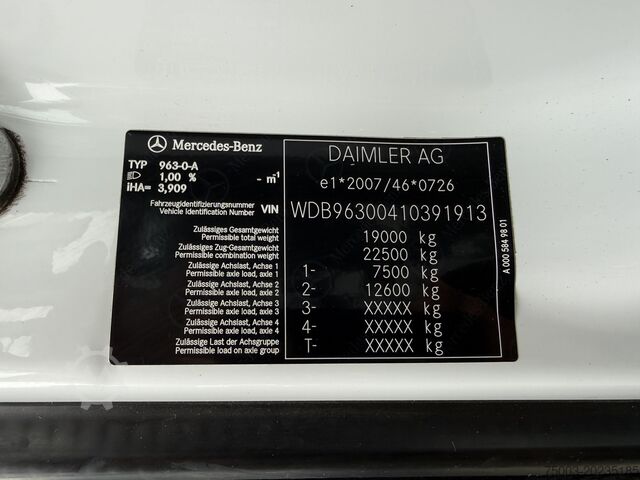 Mercedes-Benz
TYP 963-0-A
1,00 % - m⁻¹
iHA= 3,909
DAIMLER AG
e1*2007/46*0726
Fahrzeugidentifizierungsnummer
Vehicle Identification Number VIN WDB96300410391913
Zulässiges Gesamtgewicht
Permissible total weight 19000 kg
Zulässiges Zug-Gesamtgewicht
Permissible combination weight 22500 kg
Zulässige Achslast, Achse 1
Permissible axle load, axle 1 1- 7500 kg
Zulässige Achslast, Achse 2
Permissible axle load, axle 2 2- 12600 kg
Zulässige Achslast, Achse 3
Permissible axle load, axle 3 3- XXXXX kg
Zulässige Achslast, Achse 4
Permissible axle load, axle 4 4- XXXXX kg
Zulässige Last der Achsgruppe
Permissible load on axle group T- XXXXX kg
A 000 584 98 01
75003-20235185